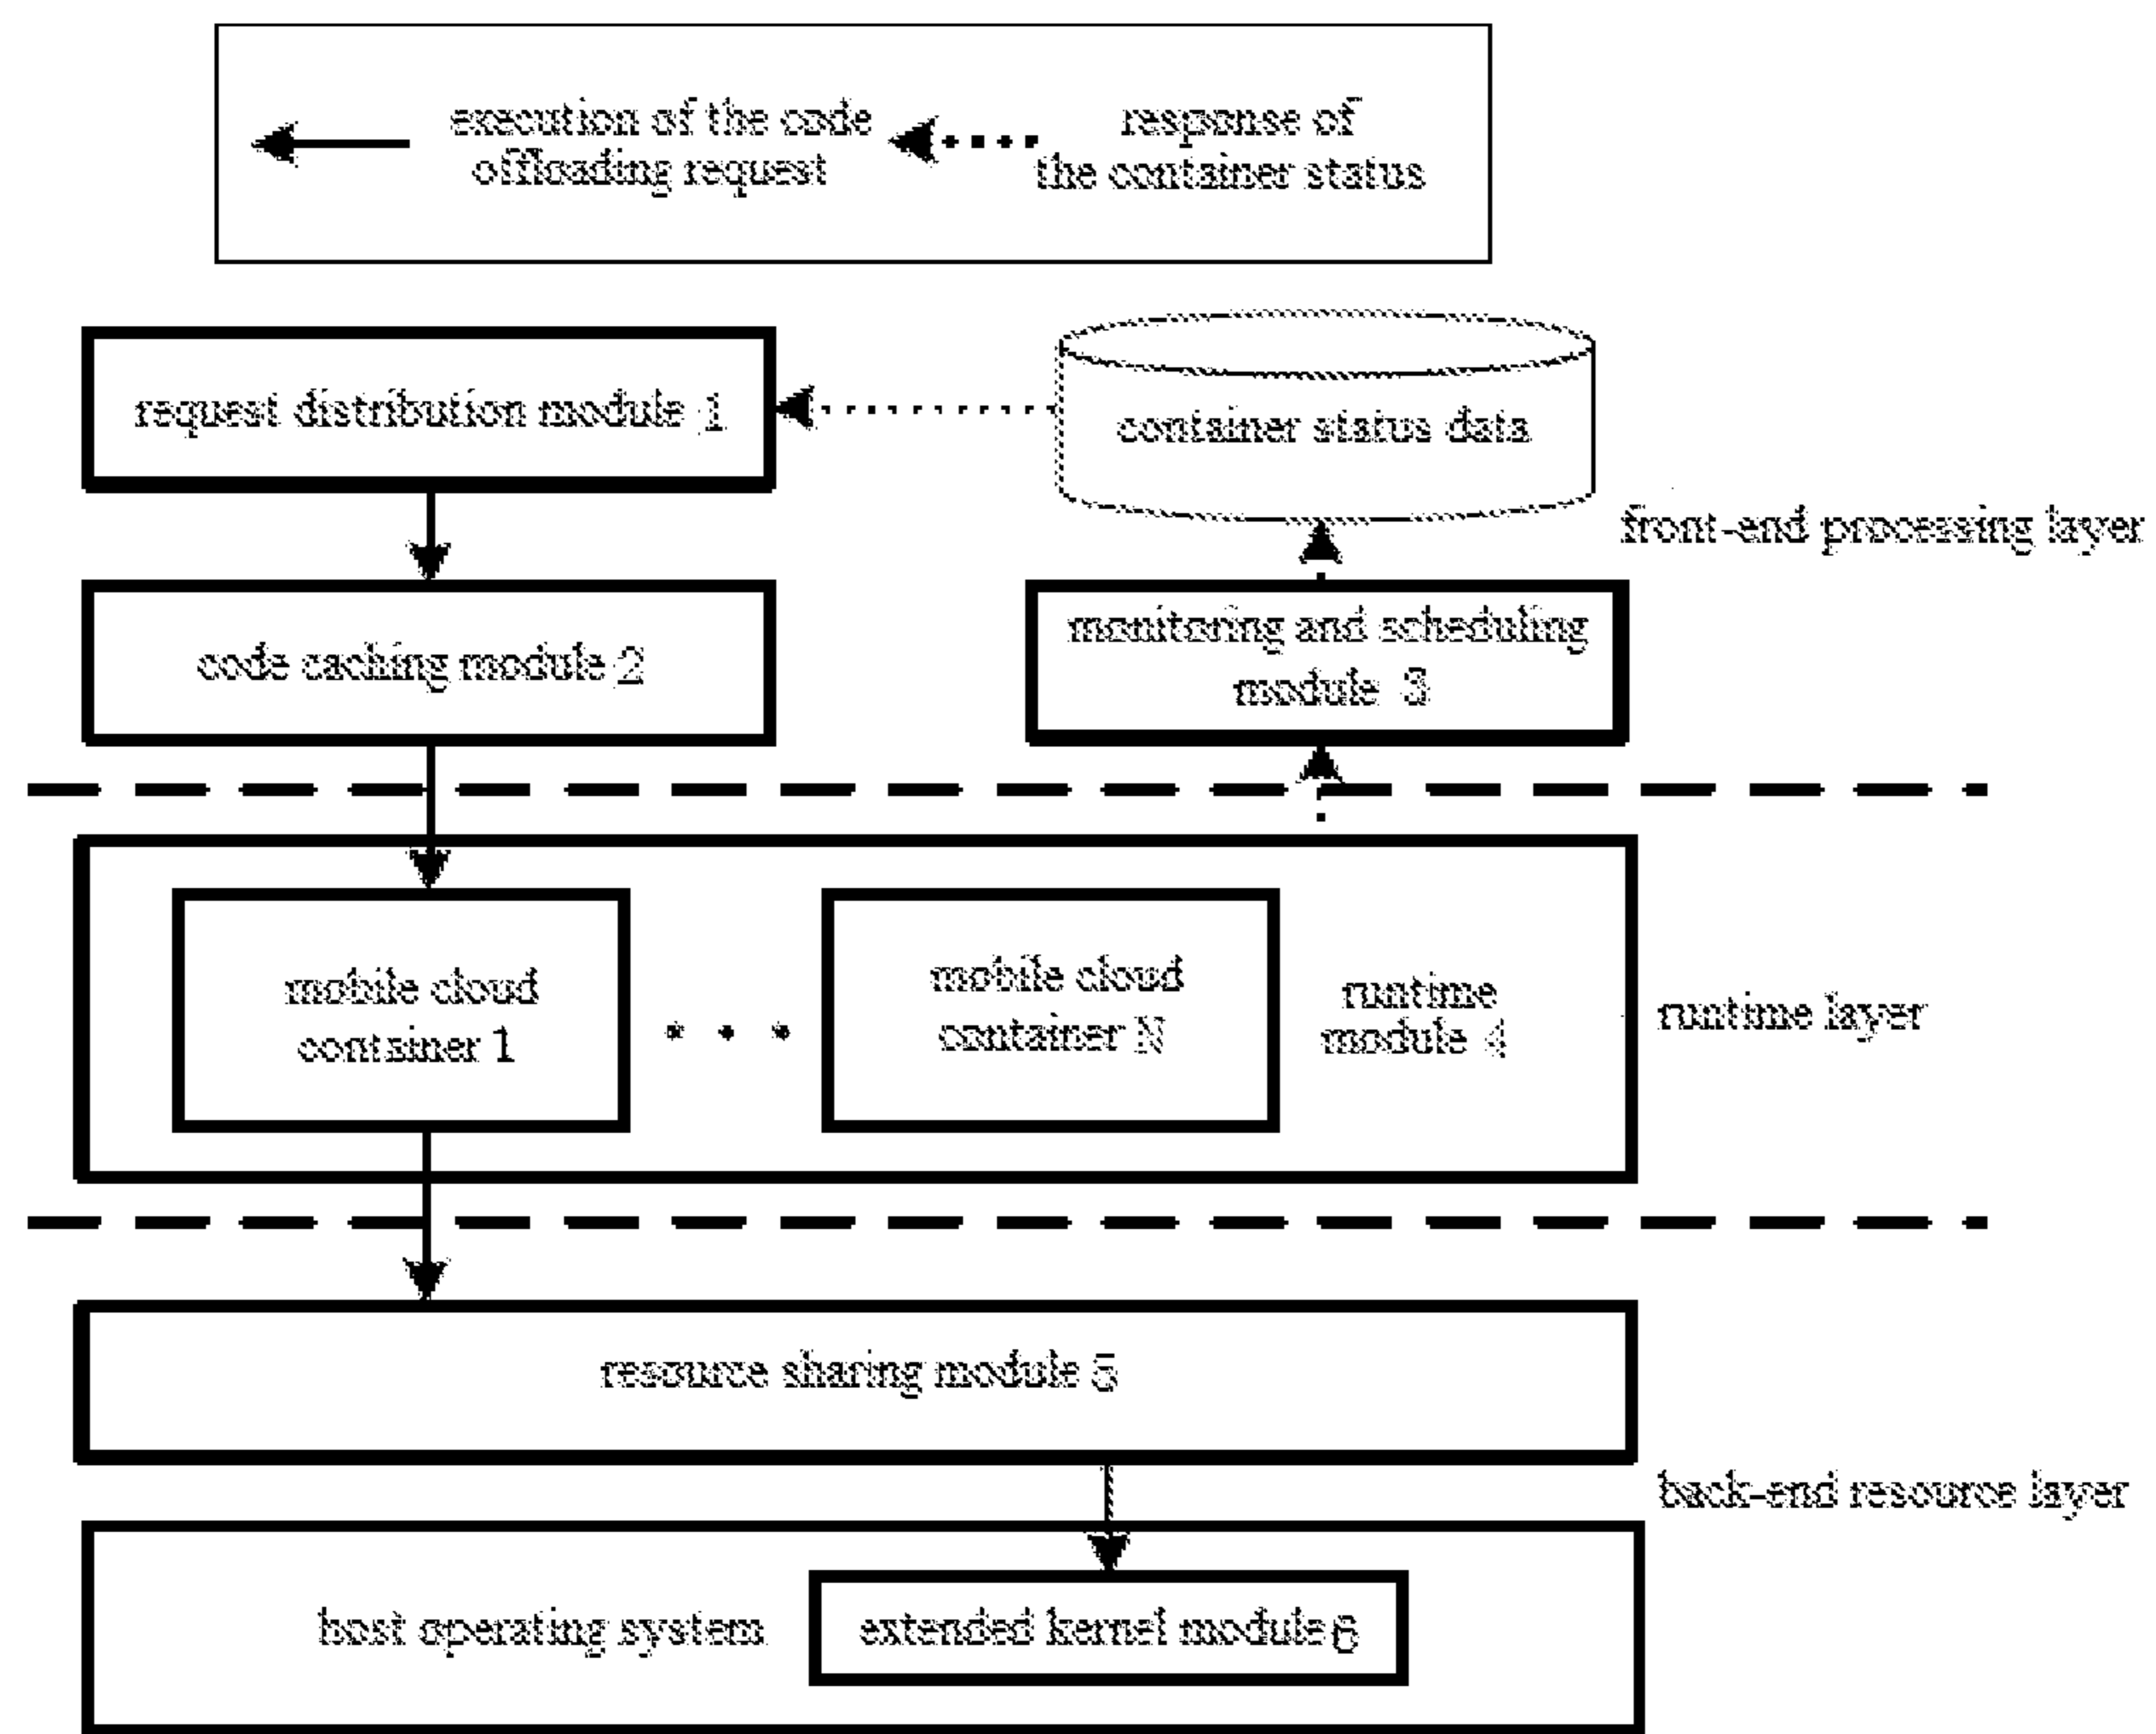 execution of the code
offloading request
response of
the container status
request distribution module 1
container status data
front-end processing layer
code caching module 2
monitoring and scheduling
module 3
mobile cloud
container 1
mobile cloud
container N
runtime
module 4
runtime layer
resource sharing module 5
back-end resource layer
host operating system
extended kernel module 6